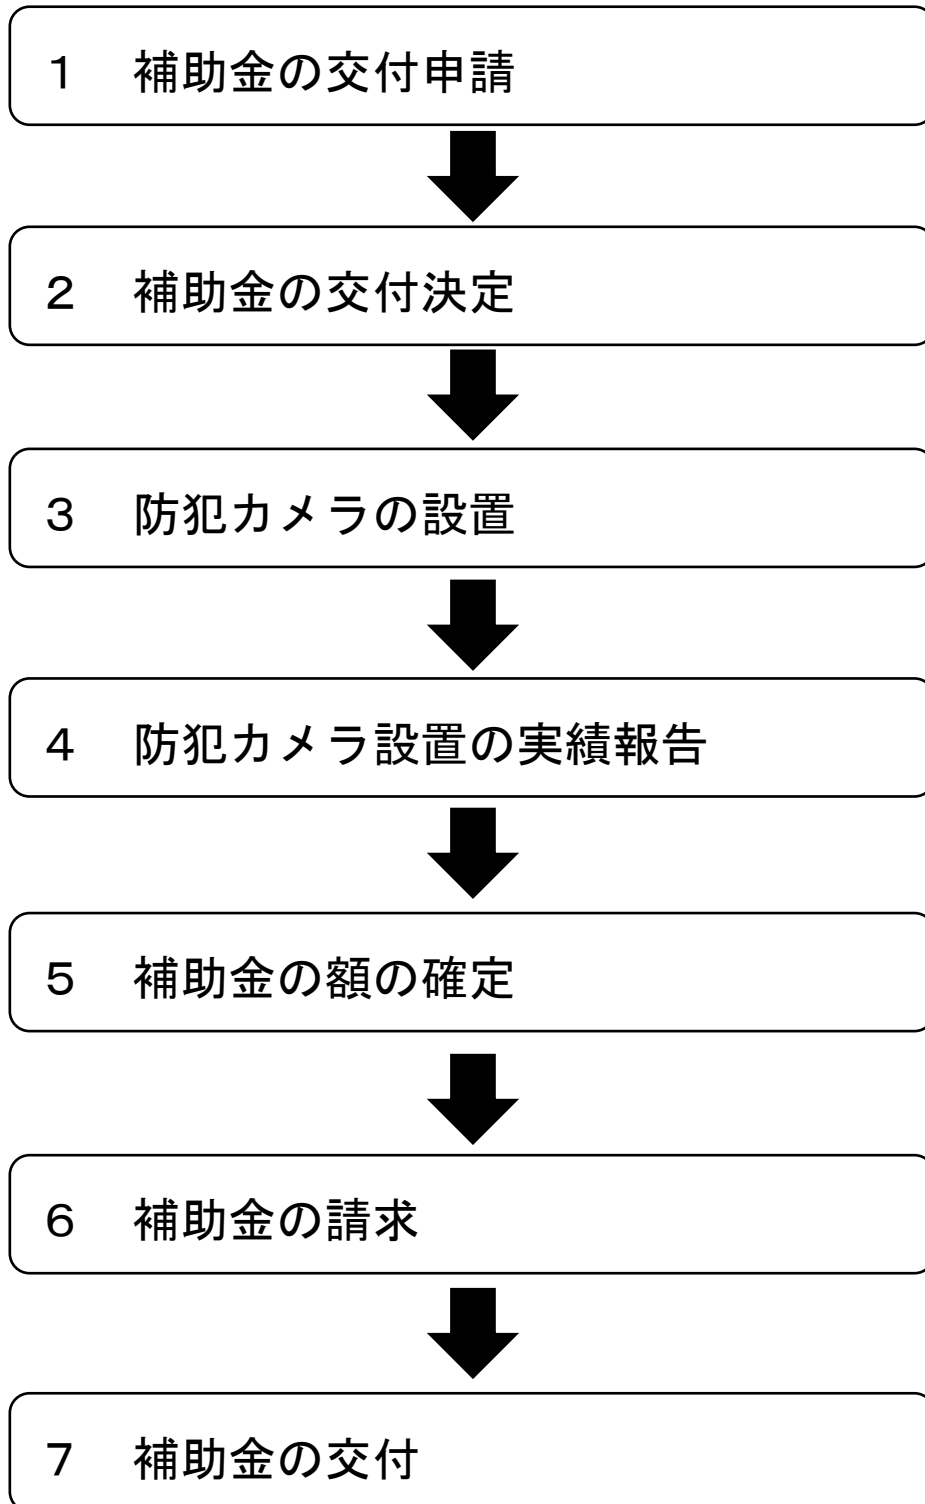 １　補助金の交付申請
２　補助金の交付決定
３　防犯カメラの設置
４　防犯カメラ設置の実績報告
５　補助金の額の確定
６　補助金の請求
７　補助金の交付